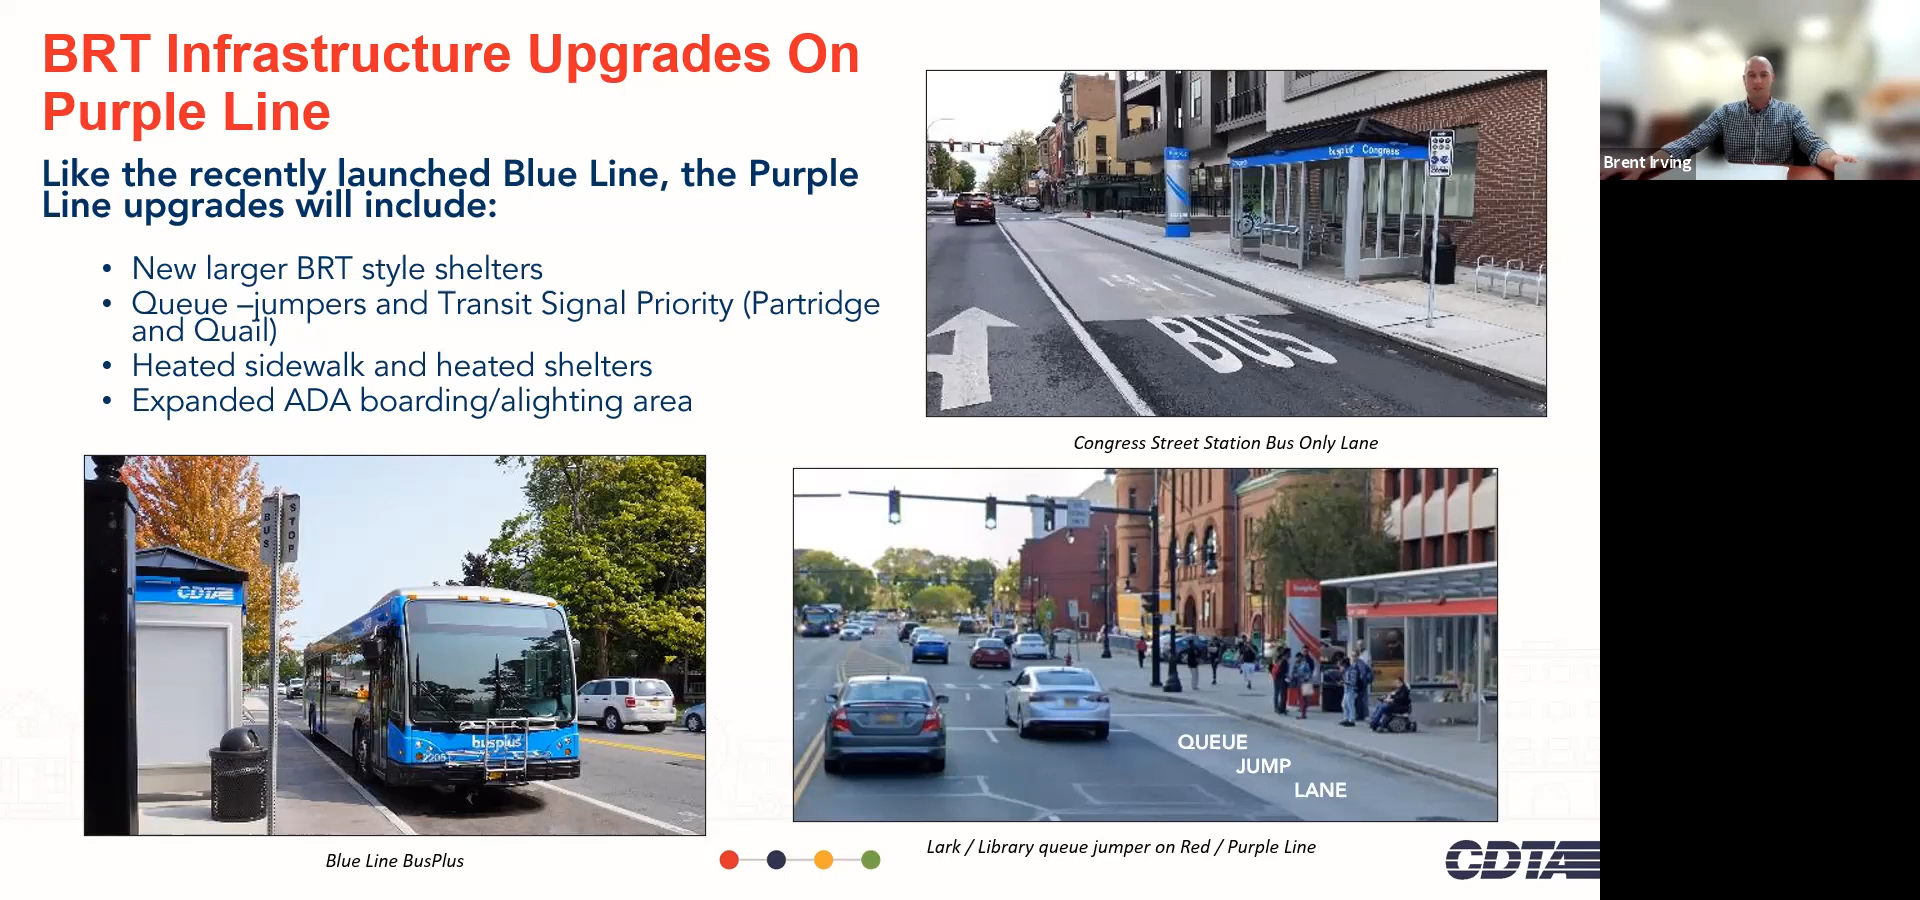 BRT Infrastructure Upgrades On
Purple Line
Like the recently launched Blue Line, the Purple
Line upgrades will include:
• New larger BRT style shelters
• Queue –jumpers and Transit Signal Priority (Partridge
and Quail)
• Heated sidewalk and heated shelters
• Expanded ADA boarding/alighting area
busplus Congress
BUS
Congress Street Station Bus Only Lane
Brent Irving
BUS
STOP
CDTA
busplus
2205
Blue Line BusPlus
QUEUE
JUMP
LANE
Lark / Library queue jumper on Red / Purple Line
CDTA